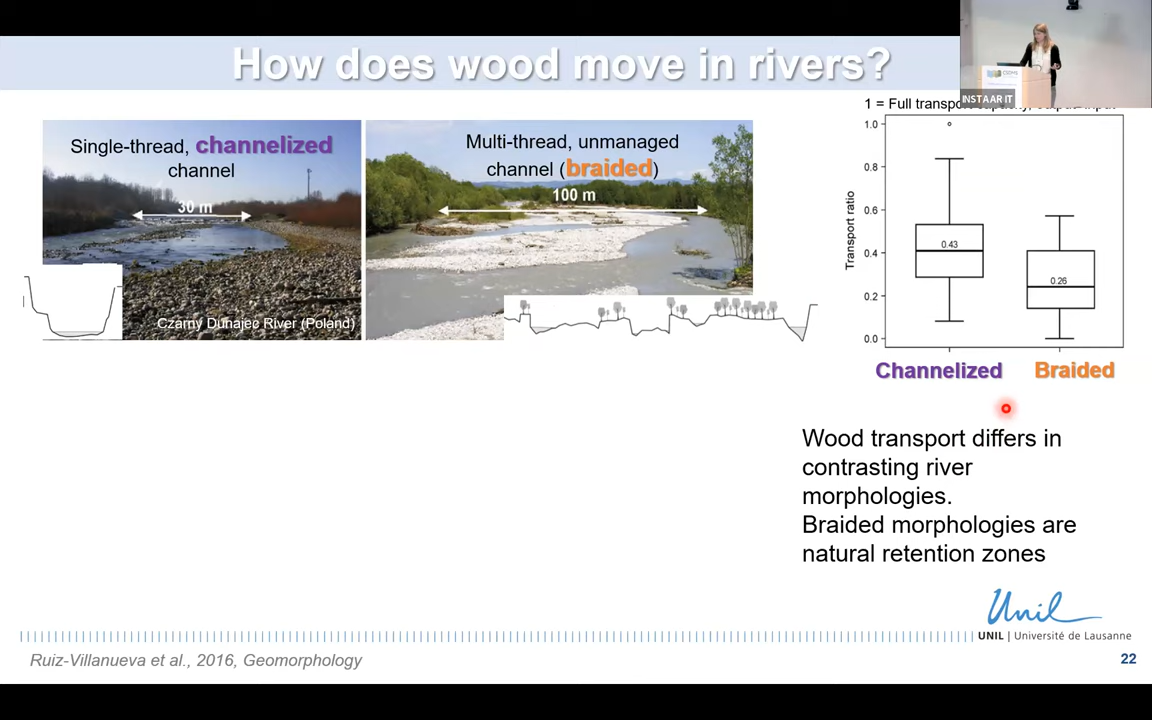 How does wood move in rivers?
INSTAAR IT
Single-thread, channelized
channel
30 m
Czarny Dunajec River (Poland)
Multi-thread, unmanaged
channel (braided)
100 m
1 = Full transport capacity,
Transport ratio
1.0
0.8
0.6
0.4
0.2
0.0
0.43
0.26
Channelized
Braided
Wood transport differs in
contrasting river
morphologies.
Braided morphologies are
natural retention zones
Unil
UNIL | Université de Lausanne
Ruiz-Villanueva et al., 2016, Geomorphology
22